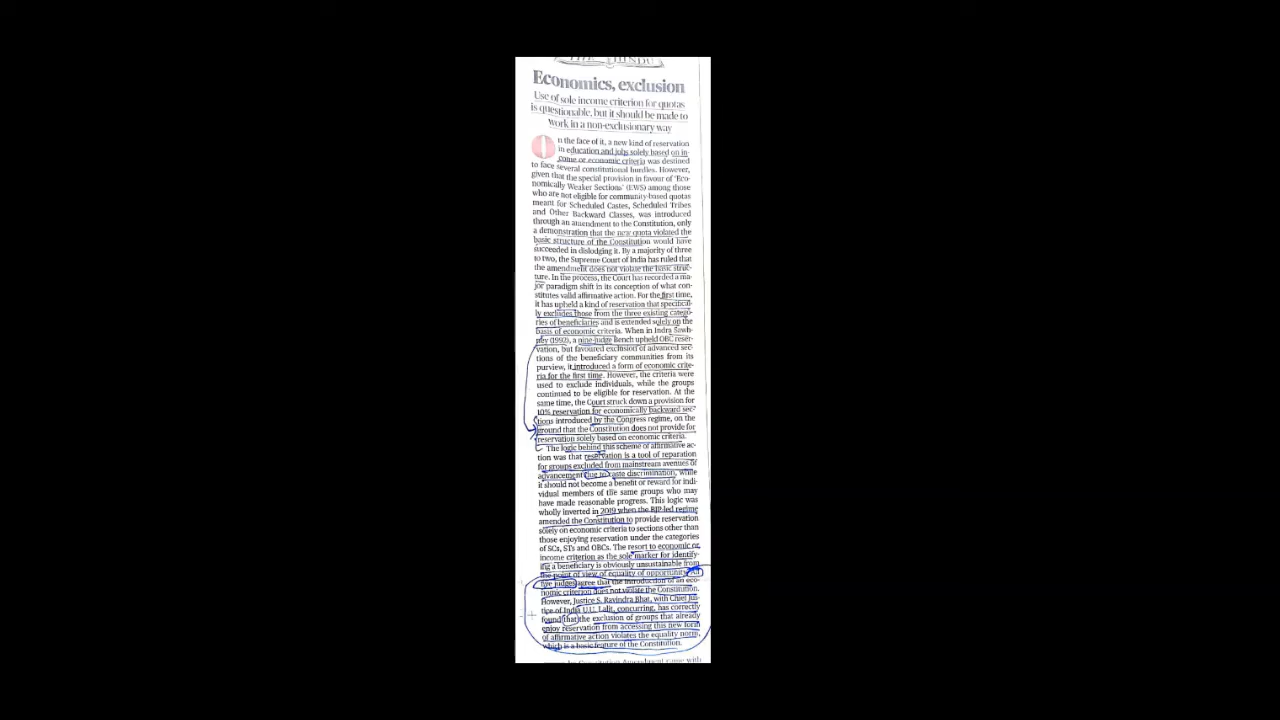 THE HINDU
Economics, exclusion
Use of sole income criterion for quotas
is questionable, but it should be made to
work in a non-exclusionary way
On the face of it, a new kind of reservation
in education and jobs solely based on in-
come or economic criteria was destined
to face several constitutional hurdles. However,
given that the special provision in favour of 'Eco-
nomically Weaker Sections' (EWS) among those
who are not eligible for community-based quotas
meant for Scheduled Castes, Scheduled Tribes
and Other Backward Classes, was introduced
through an amendment to the Constitution, only
a demonstration that the new quota violated the
basic structure of the Constitution would have
succeeded in dislodging it. By a majority of three
to two, the Supreme Court of India has ruled that
the amendment does not violate the basic struc-
ture. In the process, the Court has recorded a ma-
jor paradigm shift in its conception of what con-
stitutes valid affirmative action. For the first time,
it has upheld a kind of reservation that specifical-
ly excludes those from the three existing catego-
ries of beneficiaries and is extended solely on the
basis of economic criteria. When in Indra Sawh-
ney (1992), a nine-judge Bench upheld OBC reser-
vation, but favoured exclusion of advanced sec-
tions of the beneficiary communities from its
purview, it introduced a form of economic crite-
ria for the first time. However, the criteria were
used to exclude individuals, while the groups
continued to be eligible for reservation. At the
same time, the Court struck down a provision for
10% reservation for economically backward sec-
tions introduced by the Congress regime, on the
ground that the Constitution does not provide for
reservation solely based on economic criteria.
The logic behind this scheme of affirmative ac-
tion was that reservation is a tool of reparation
for groups excluded from mainstream avenues of
advancement due to caste discrimination, while
it should not become a benefit or reward for indi-
vidual members of the same groups who may
have made reasonable progress. This logic was
wholly inverted in 2019 when the BJP-led regime
amended the Constitution to provide reservation
solely on economic criteria to sections other than
those enjoying reservation under the categories
of SCs, STs and OBCs. The resort to economic or
income criterion as the sole marker for identify-
ing a beneficiary is obviously unsustainable from
the point of view of equality of opportunity. All
five judges agree that the introduction of an eco-
nomic criterion does not violate the Constitution.
However, Justice S. Ravindra Bhat, with Chief Jus-
tice of India U.U. Lalit, concurring, has correctly
found that the exclusion of groups that already
enjoy reservation from accessing this new form
of affirmative action violates the equality norm,
which is a basic feature of the Constitution.
Constitution Amendment came with